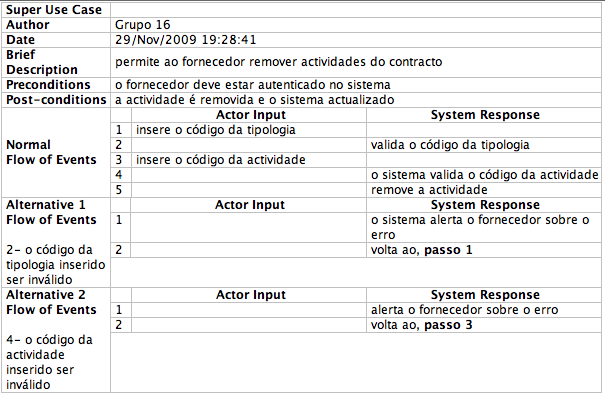 Super Use Case
Author Grupo 16
Date 29/Nov/2009 19:28:41
Brief
Description permite ao fornecedor remover actividades do contracto
Preconditions o fornecedor deve estar autenticado no sistema
Post-conditions a actividade é removida e o sistema actualizado
Normal
Flow of Events
Actor Input System Response
1 insere o código da tipologia
2 valida o código da tipologia
3 insere o código da actividade
4 o sistema valida o código da actividade
5 remove a actividade
Alternative 1
Flow of Events
2- o código da
tipologia inserido
ser inválido
Actor Input System Response
1 o sistema alerta o fornecedor sobre o
erro
2 volta ao, passo 1
Alternative 2
Flow of Events
4- o código da
actividade
inserido ser
inválido
Actor Input System Response
1 alerta o fornecedor sobre o erro
2 volta ao, passo 3